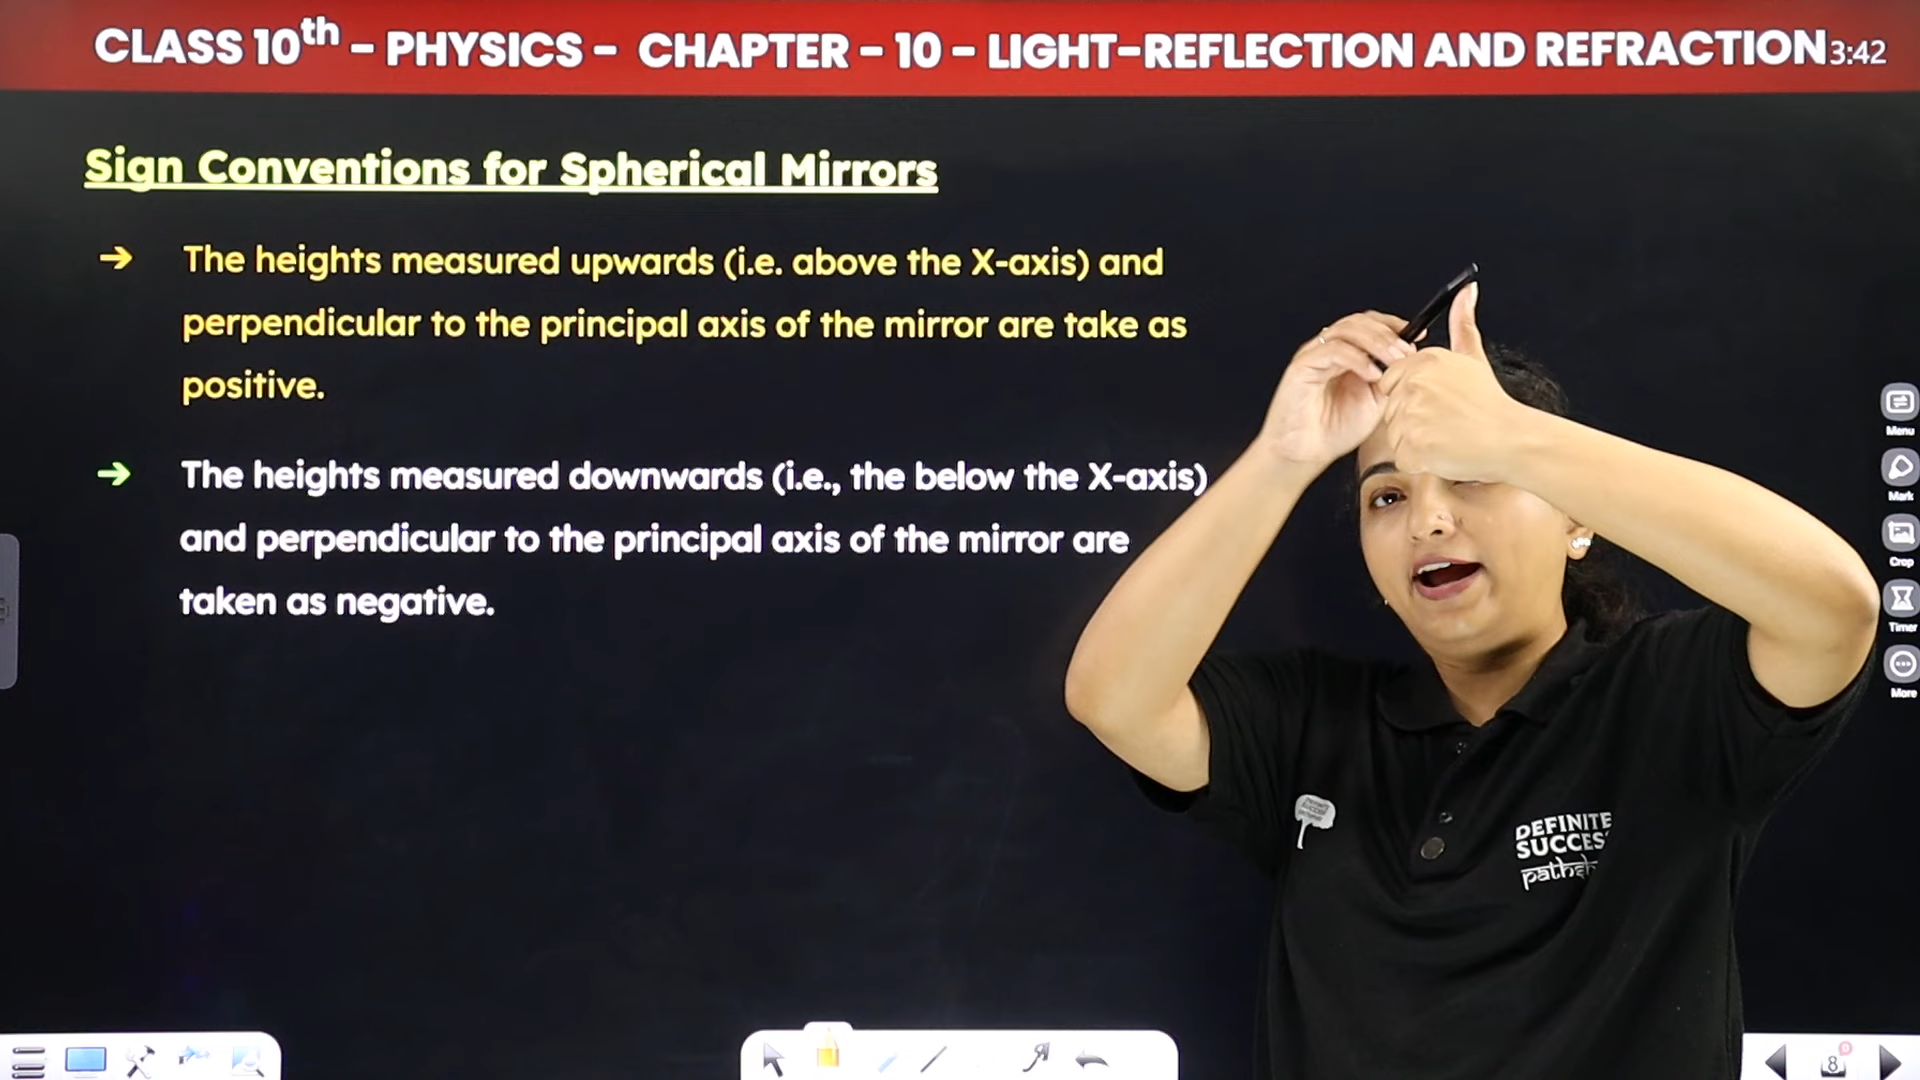 CLASS 10th – PHYSICS – CHAPTER – 10 – LIGHT–REFLECTION AND REFRACTION 3:42
Sign Conventions for Spherical Mirrors
➔ The heights measured upwards (i.e. above the X-axis) and
perpendicular to the principal axis of the mirror are take as
positive.
➔ The heights measured downwards (i.e., the below the X-axis)
and perpendicular to the principal axis of the mirror are
taken as negative.
Menu
Mark
Crop
Timer
More
DEFINITE
SUCCES
pathsh
8